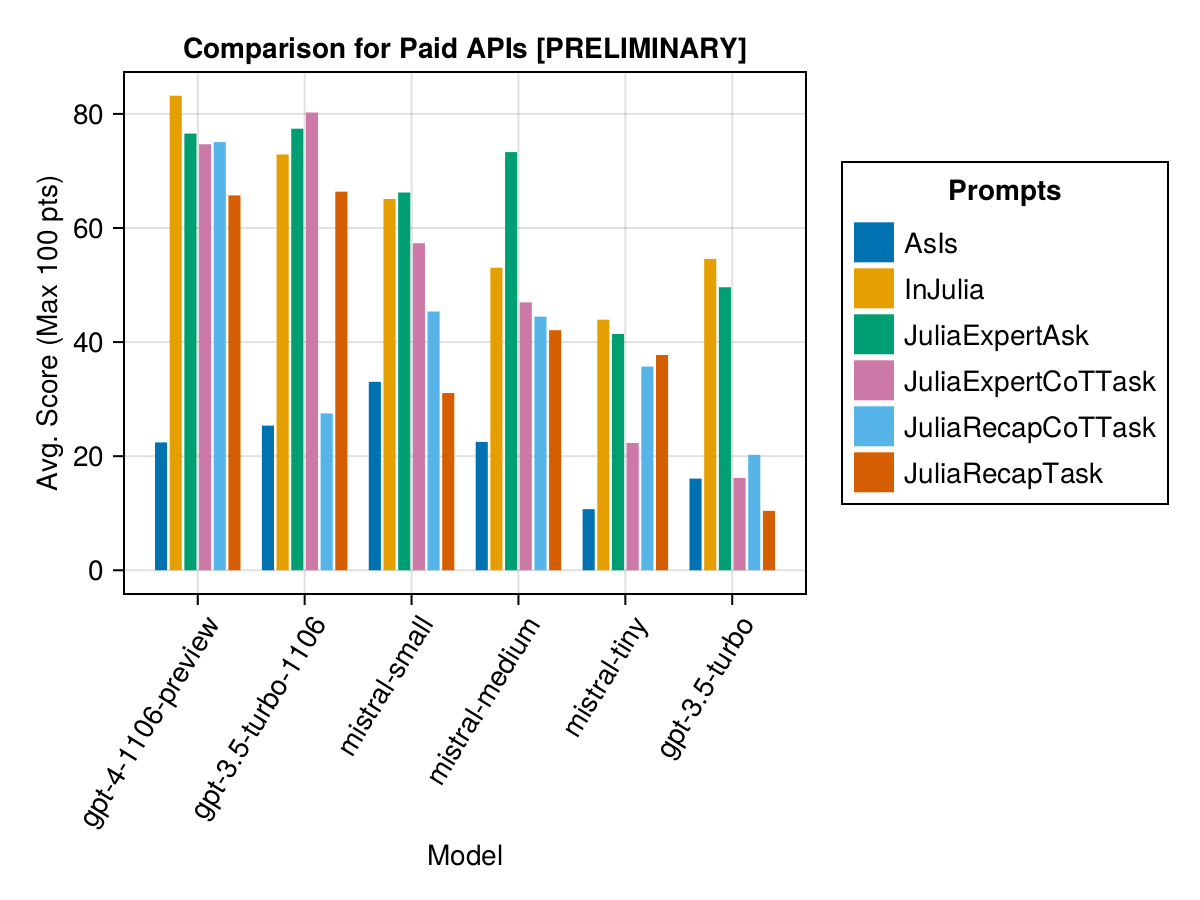 Comparison for Paid APIs [PRELIMINARY]
Avg. Score (Max 100 pts)
80
60
40
20
0
gpt-4-1106-preview
gpt-3.5-turbo-1106
mistral-small
mistral-medium
mistral-tiny
gpt-3.5-turbo
Model
Prompts
AsIs
InJulia
JuliaExpertAsk
JuliaExpertCoTTask
JuliaRecapCoTTask
JuliaRecapTask